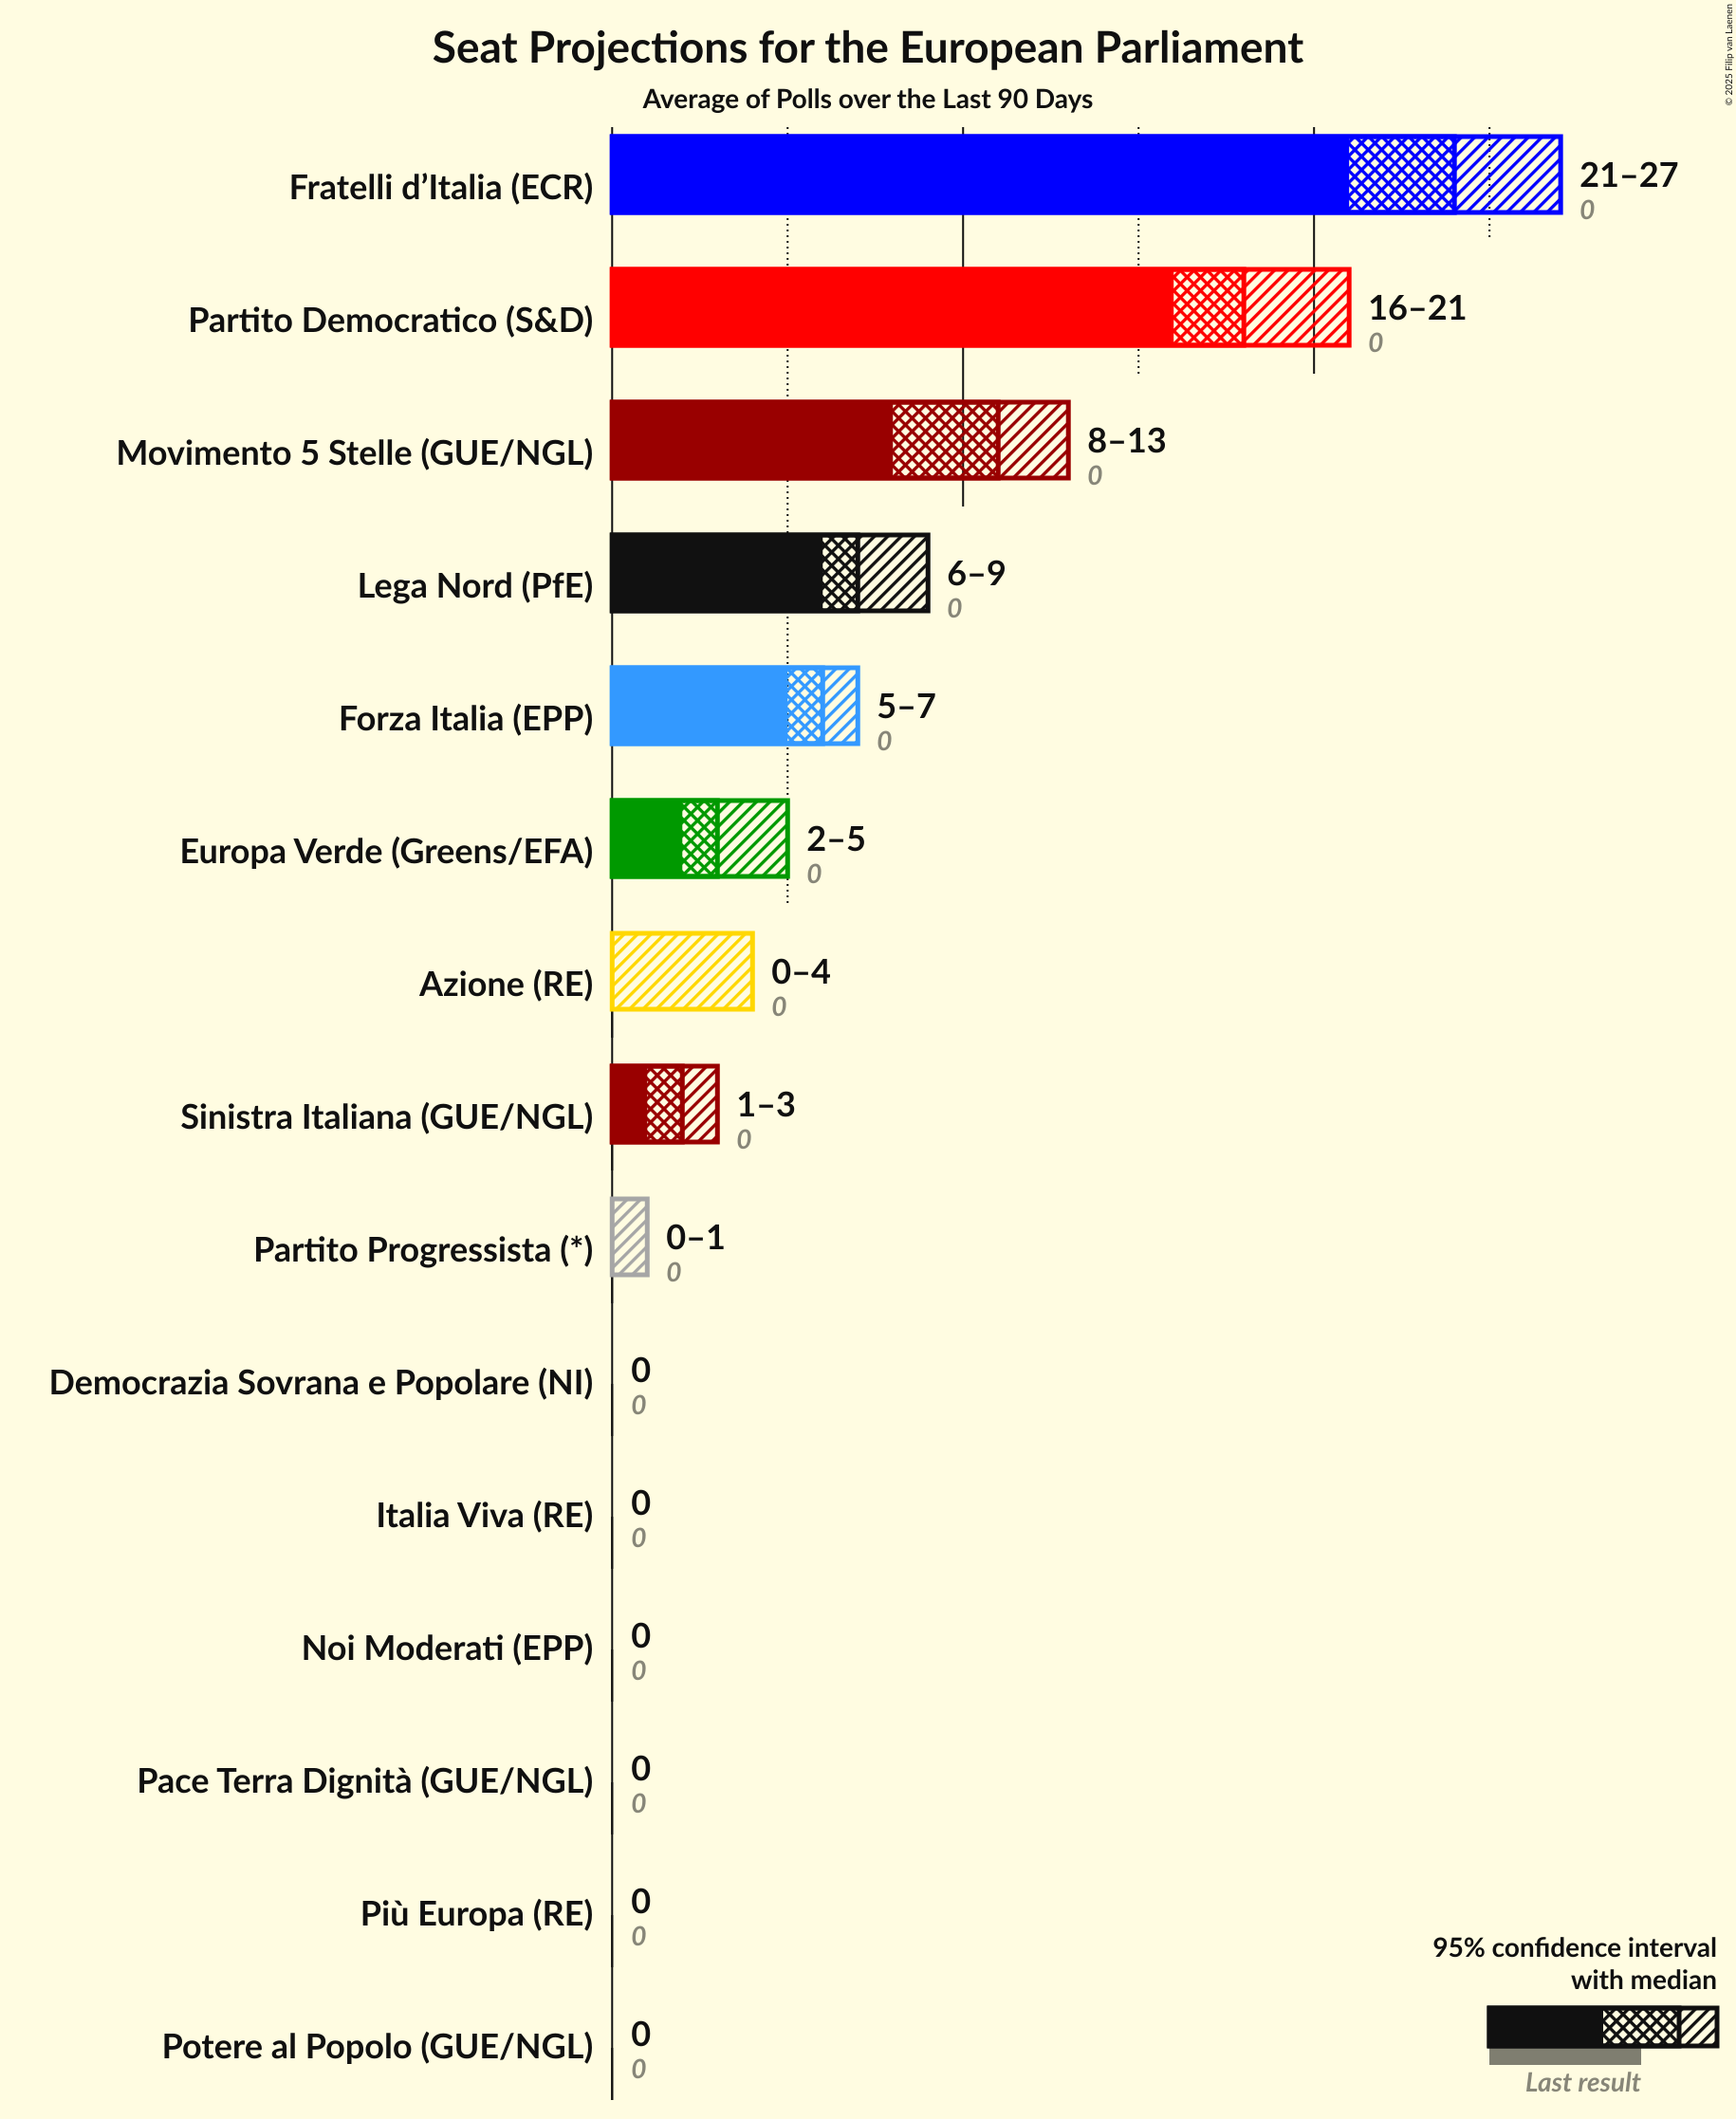 Seat Projections for the European Parliament
Average of Polls over the Last 90 Days
© 2025 Filip van Laenen
Fratelli d’Italia (ECR)
21–27
0
Partito Democratico (S&D)
16–21
0
Movimento 5 Stelle (GUE/NGL)
8–13
0
Lega Nord (PfE)
6–9
0
Forza Italia (EPP)
5–7
0
Europa Verde (Greens/EFA)
2–5
0
Azione (RE)
0–4
0
Sinistra Italiana (GUE/NGL)
1–3
0
Partito Progressista (*)
0–1
0
Democrazia Sovrana e Popolare (NI)
0
0
Italia Viva (RE)
0
0
Noi Moderati (EPP)
0
0
Pace Terra Dignità (GUE/NGL)
0
0
Più Europa (RE)
0
0
Potere al Popolo (GUE/NGL)
0
0
95% confidence interval
with median
Last result